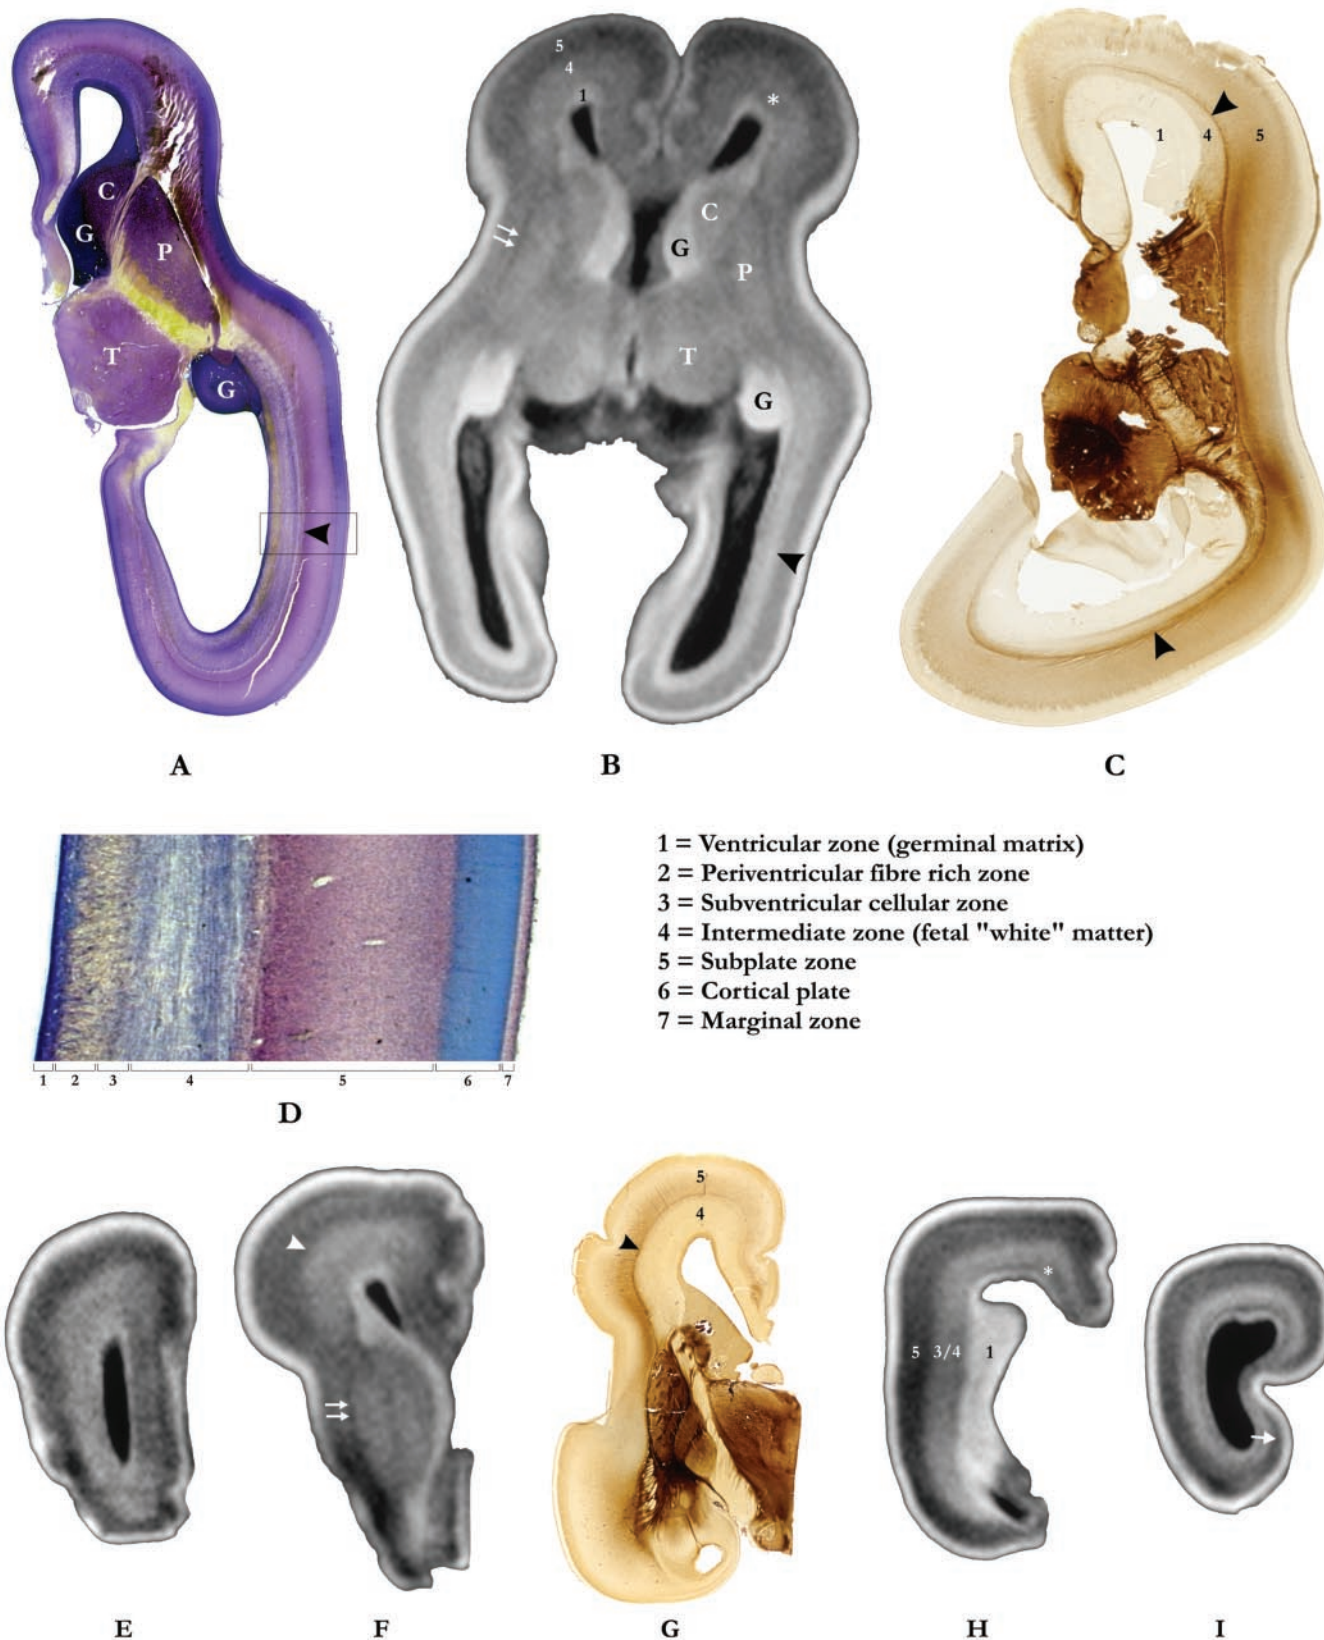 C
G
P
T
G
A
5
4
1
*
C
G
P
T
G
B
1
4
5
C
1 2 3 4 5 6 7
D
1 = Ventricular zone (germinal matrix)
2 = Periventricular fibre rich zone
3 = Subventricular cellular zone
4 = Intermediate zone (fetal "white" matter)
5 = Subplate zone
6 = Cortical plate
7 = Marginal zone
E
F
5
4
G
*
5 3/4 1
H
I